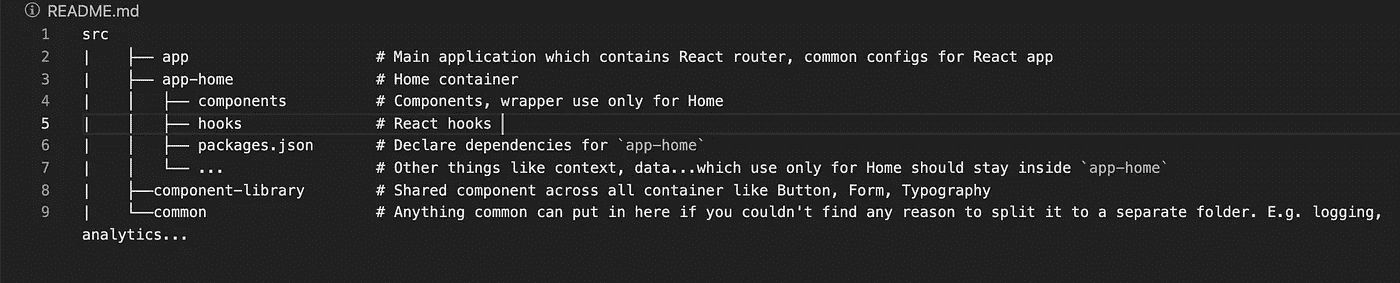 ⓘ README.md
1 src
2 |    ├── app                     # Main application which contains React router, common configs for React app
3 |    ├── app-home                # Home container
4 |    │   ├── components          # Components, wrapper use only for Home
5 |    │   ├── hooks               # React hooks
6 |    │   ├── packages.json       # Declare dependencies for `app-home`
7 |    │   └── ...                 # Other things like context, data...which use only for Home should stay inside `app-home`
8 |    ├──component-library        # Shared component across all container like Button, Form, Typography
9 |    └──common                   # Anything common can put in here if you couldn't find any reason to split it to a separate folder. E.g. logging,
analytics...